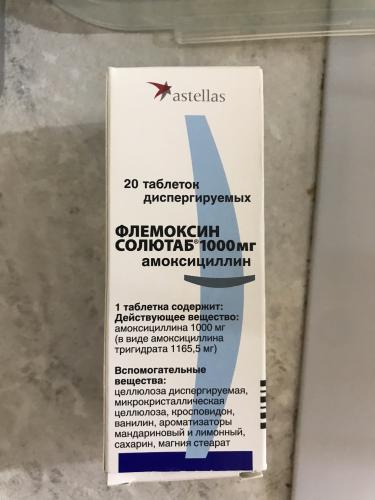 astellas
20 таблеток
диспергируемых
ФЛЕМОКСИН
СОЛЮТАБ® 1000 мг
амоксициллин
1 таблетка содержит:
Действующее вещество:
амоксициллина 1000 мг
(в виде амоксициллина
тригидрата 1165,5 мг)
Вспомогательные
вещества:
целлюлоза диспергируемая,
микрокристаллическая
целлюлоза, кросповидон,
ванилин, ароматизаторы
мандариновый и лимонный,
сахарин, магния стеарат